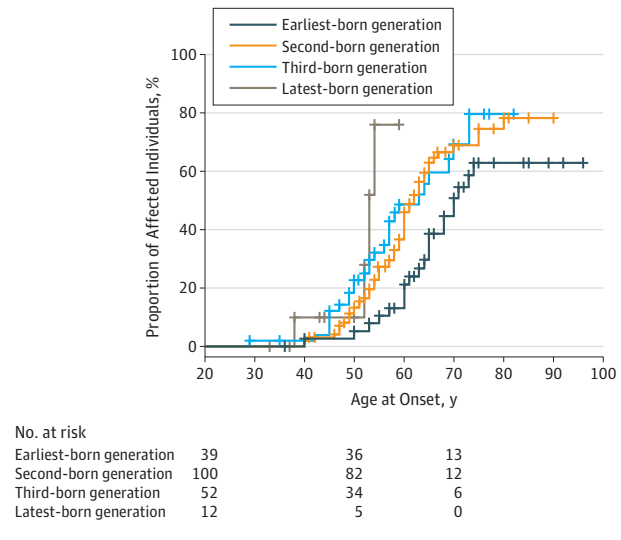 Earliest-born generation
Second-born generation
Third-born generation
Latest-born generation
Proportion of Affected Individuals, %
100
80
60
40
20
0
20 30 40 50 60 70 80 90 100
Age at Onset, y
No. at risk
Earliest-born generation 39 36 13
Second-born generation 100 82 12
Third-born generation 52 34 6
Latest-born generation 12 5 0